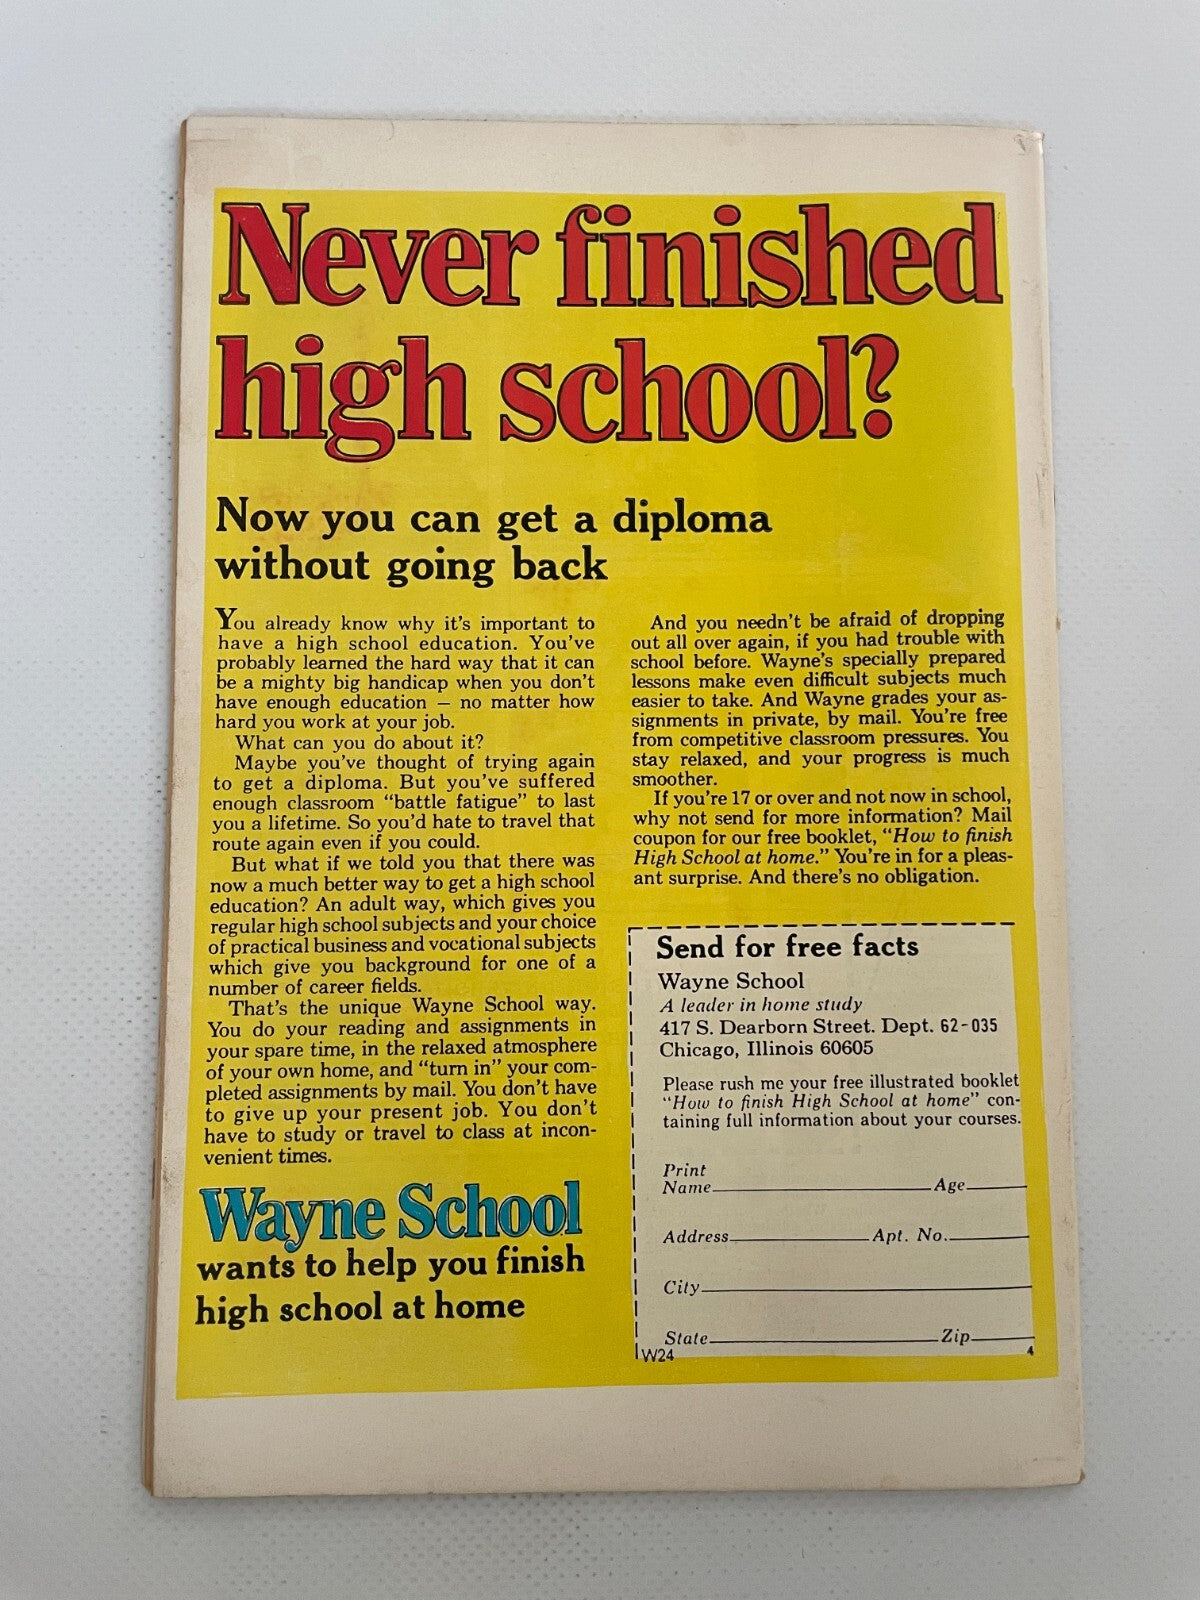 Never finished
high school?
Now you can get a diploma
without going back
You already know why it's important to
have a high school education. You've
probably learned the hard way that it can
be a mighty big handicap when you don't
have enough education — no matter how
hard you work at your job.
What can you do about it?
Maybe you've thought of trying again
to get a diploma. But you've suffered
enough classroom "battle fatigue" to last
you a lifetime. So you'd hate to travel that
route again even if you could.
But what if we told you that there was
now a much better way to get a high school
education? An adult way, which gives you
regular high school subjects and your choice
of practical business and vocational subjects
which give you background for one of a
number of career fields.
That's the unique Wayne School way.
You do your reading and assignments in
your spare time, in the relaxed atmosphere
of your own home, and "turn in" your com-
pleted assignments by mail. You don't have
to give up your present job. You don't
have to study or travel to class at incon-
venient times.
Wayne School
wants to help you finish
high school at home
And you needn't be afraid of dropping
out all over again, if you had trouble with
school before. Wayne's specially prepared
lessons make even difficult subjects much
easier to take. And Wayne grades your as-
signments in private, by mail. You're free
from competitive classroom pressures. You
stay relaxed, and your progress is much
smoother.
If you're 17 or over and not now in school,
why not send for more information? Mail
coupon for our free booklet, "How to finish
High School at home." You're in for a pleas-
ant surprise. And there's no obligation.
Send for free facts
Wayne School
A leader in home study
417 S. Dearborn Street. Dept. 62-035
Chicago, Illinois 60605
Please rush me your free illustrated booklet
"How to finish High School at home" con-
taining full information about your courses.
Print
Name Age
Address Apt. No.
City
State Zip
W24 4